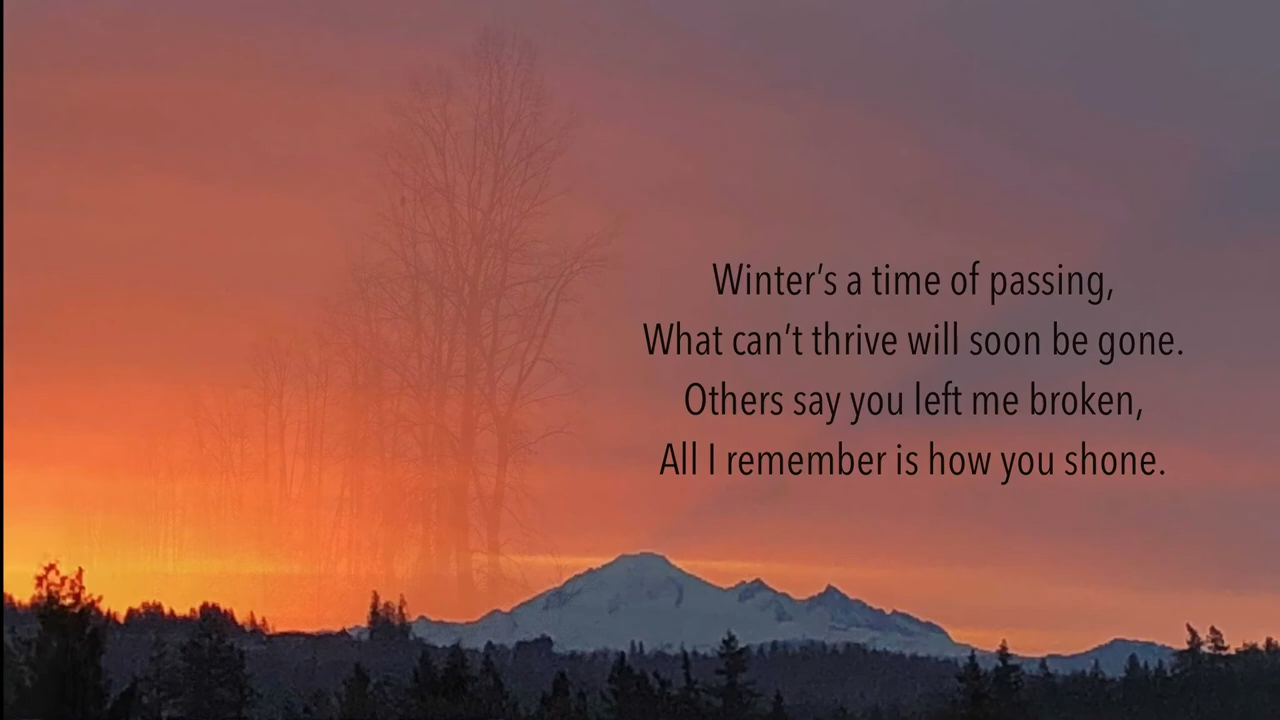 Winter’s a time of passing,
What can’t thrive will soon be gone.
Others say you left me broken,
All I remember is how you shone.